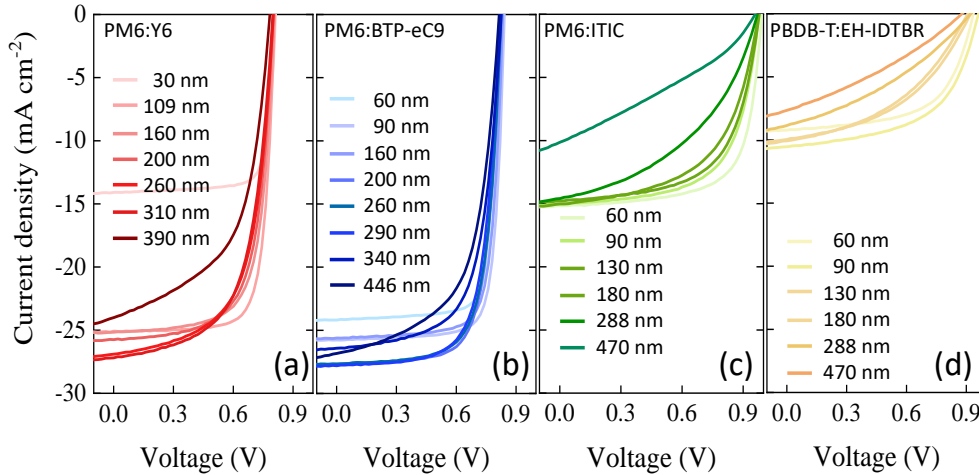 PM6:Y6
30 nm
109 nm
160 nm
200 nm
260 nm
310 nm
390 nm
(a)
PM6:BTP-eC9
60 nm
90 nm
160 nm
200 nm
260 nm
290 nm
340 nm
446 nm
(b)
PM6:ITIC
60 nm
90 nm
130 nm
180 nm
288 nm
470 nm
(c)
PBDB-T:EH-IDTBR
60 nm
90 nm
130 nm
180 nm
288 nm
470 nm
(d)
Current density (mA cm⁻²)
0
-5
-10
-15
-20
-25
-30
0.0 0.3 0.6 0.9
0.0 0.3 0.6 0.9
0.0 0.3 0.6 0.9
0.0 0.3 0.6 0.9
Voltage (V)
Voltage (V)
Voltage (V)
Voltage (V)